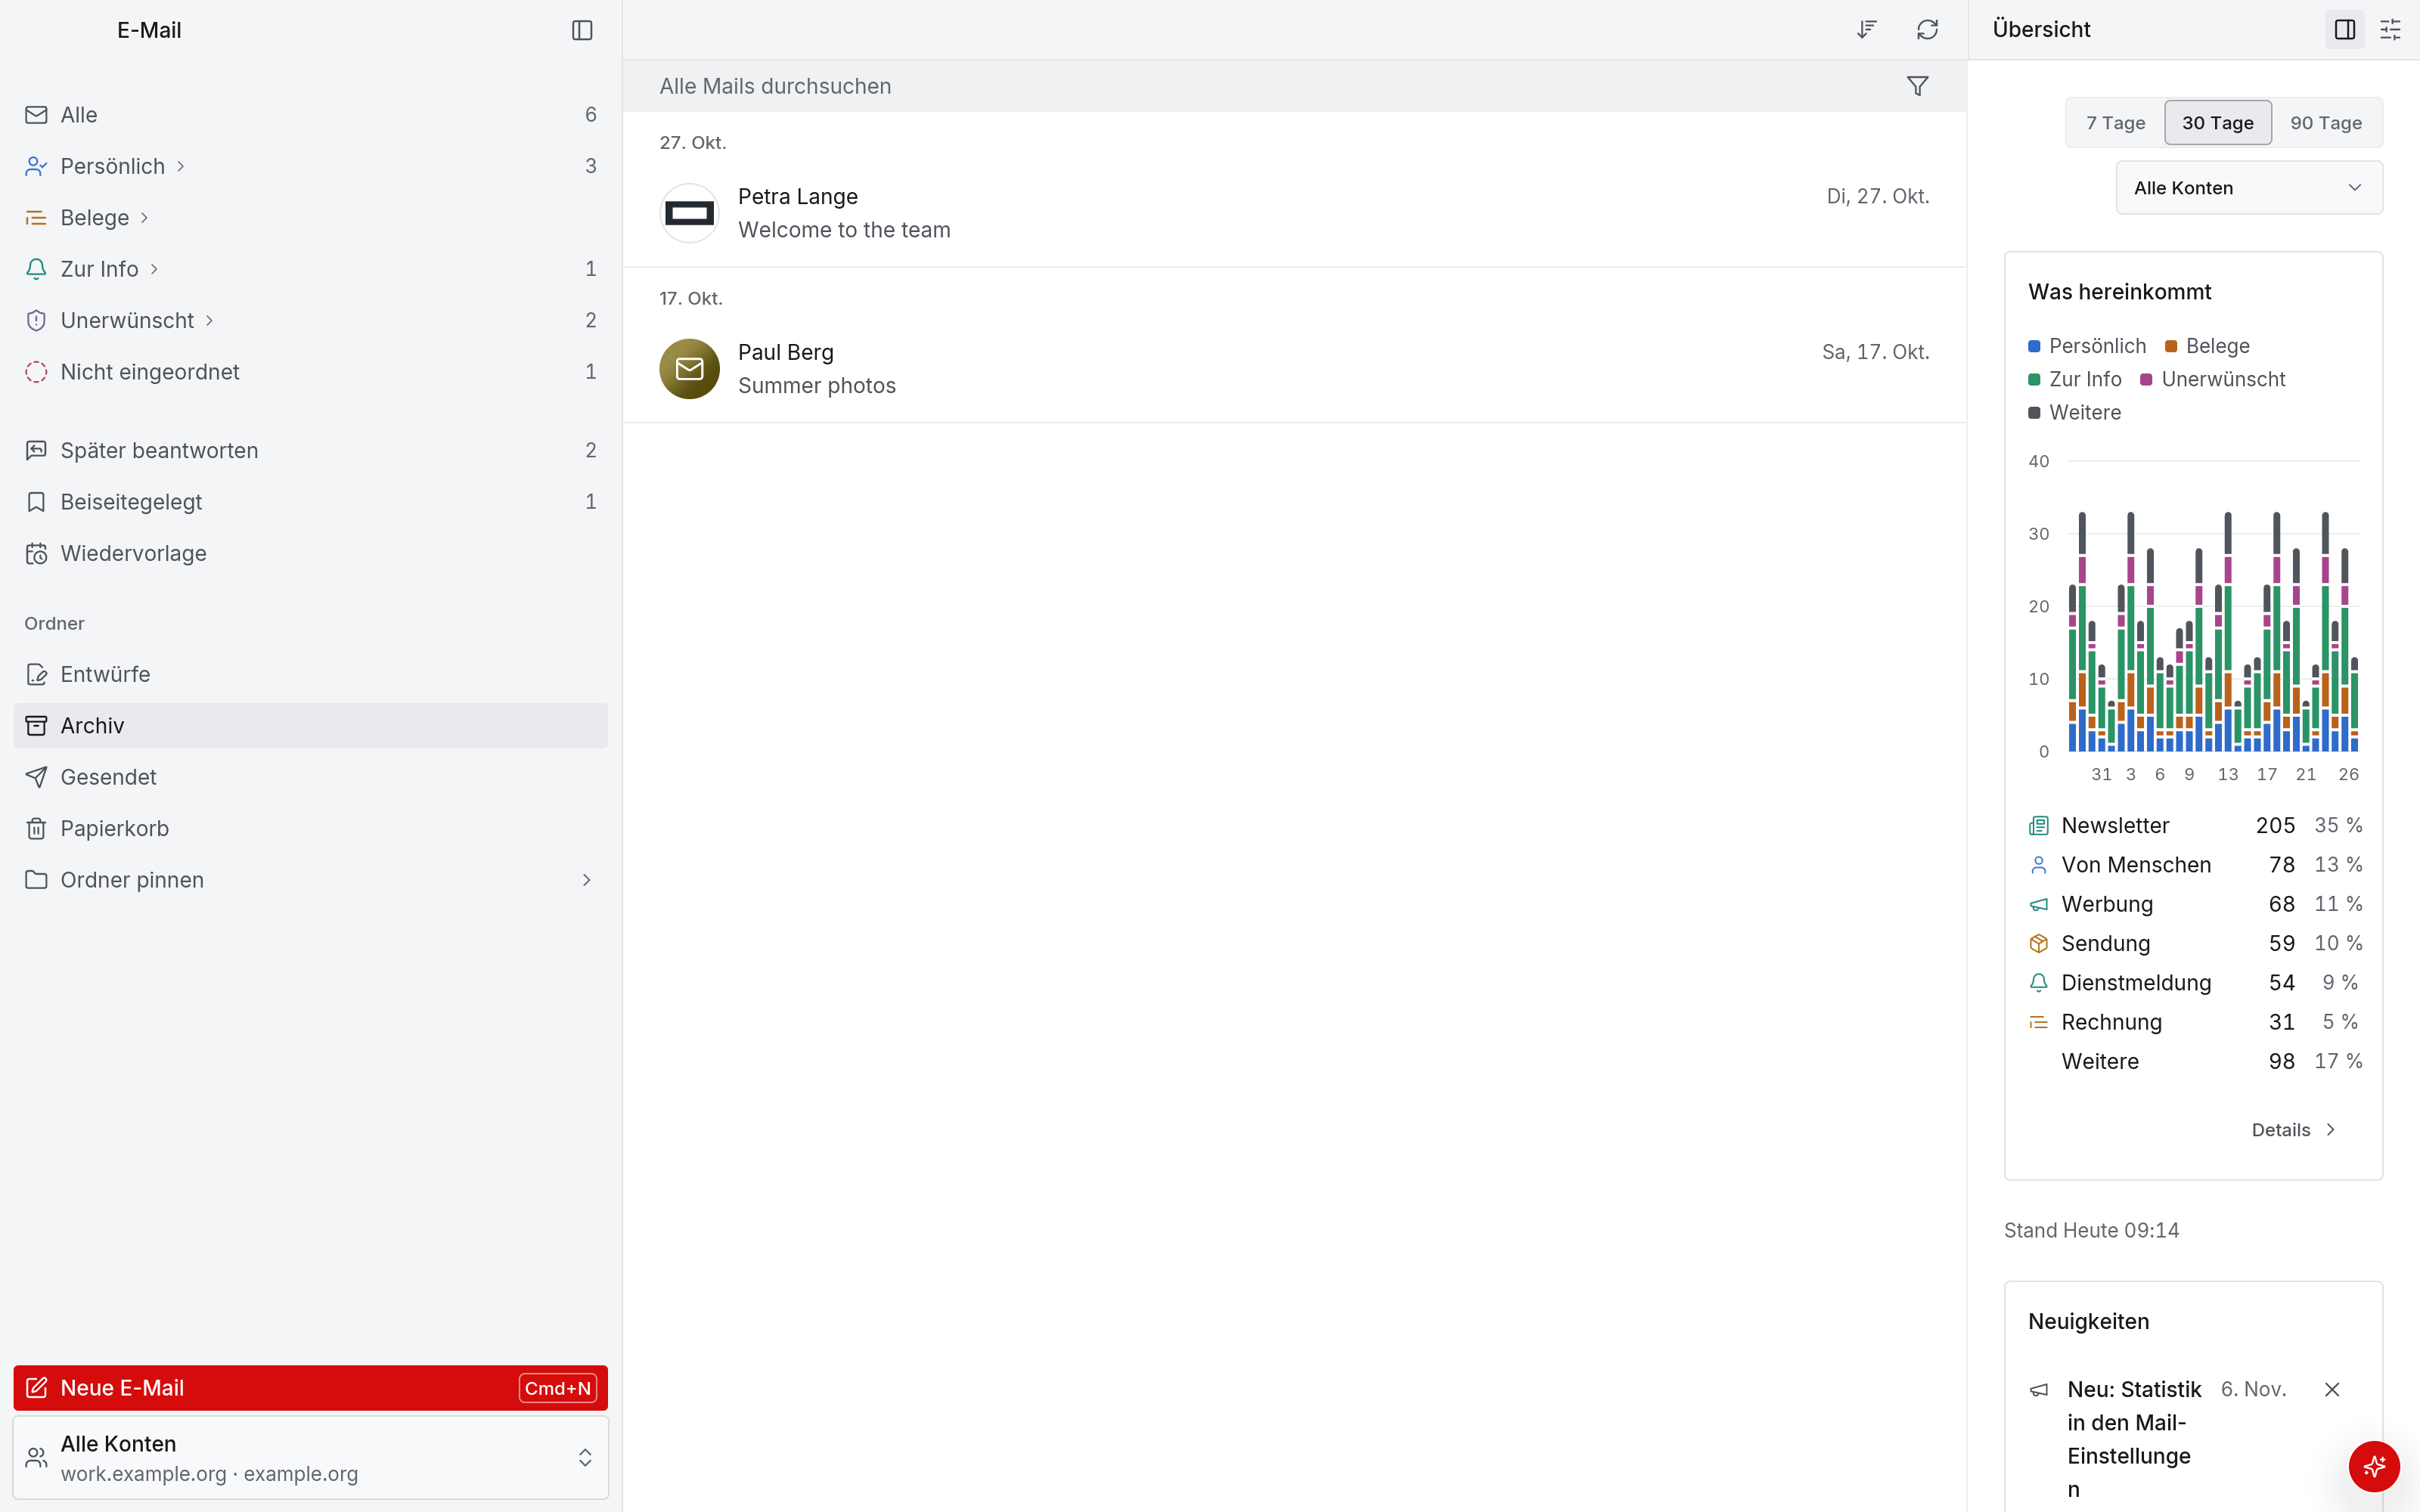 E-Mail
Alle 6
Persönlich 3
Belege
Zur Info 1
Unerwünscht 2
Nicht eingeordnet 1
Später beantworten 2
Beiseitegelegt 1
Wiedervorlage
Ordner
Entwürfe
Archiv
Gesendet
Papierkorb
Ordner pinnen
Neue E-Mail Cmd+N
Alle Konten
work.example.org · example.org
Alle Mails durchsuchen
27. Okt.
Petra Lange Di, 27. Okt.
Welcome to the team
17. Okt.
Paul Berg Sa, 17. Okt.
Summer photos
Übersicht
7 Tage 30 Tage 90 Tage
Alle Konten
Was hereinkommt
Persönlich Belege
Zur Info Unerwünscht
Weitere
40
30
20
10
0
31 3 6 9 13 17 21 26
Newsletter 205 35 %
Von Menschen 78 13 %
Werbung 68 11 %
Sendung 59 10 %
Dienstmeldung 54 9 %
Rechnung 31 5 %
Weitere 98 17 %
Details
Stand Heute 09:14
Neuigkeiten
Neu: Statistik 6. Nov.
in den Mail-
Einstellunge
n